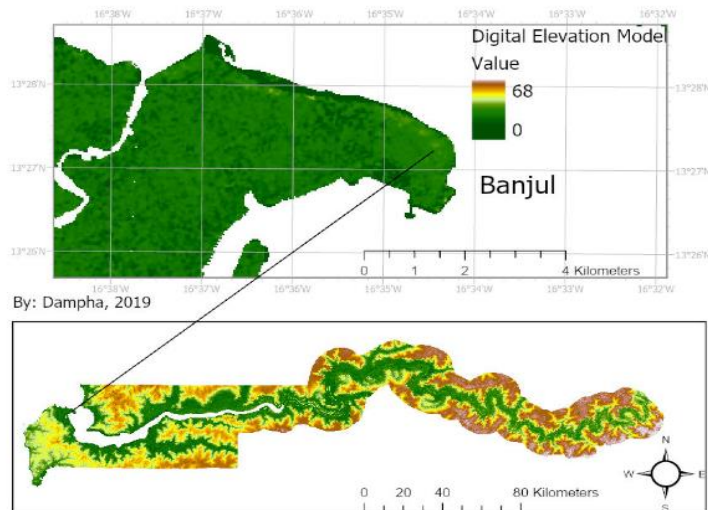 16°38'W 16°37'W 16°36'W 16°35'W 16°34'W 16°33'W 16°32'W
Digital Elevation Model
Value
68
0
13°28'N 13°28'N
13°27'N 13°27'N
Banjul
13°26'N 13°26'N
0 1 2 4 Kilometers
16°38'W 16°37'W 16°36'W 16°35'W 16°34'W 16°33'W 16°32'W
By: Dampha, 2019
N
W E
S
0 20 40 80 Kilometers